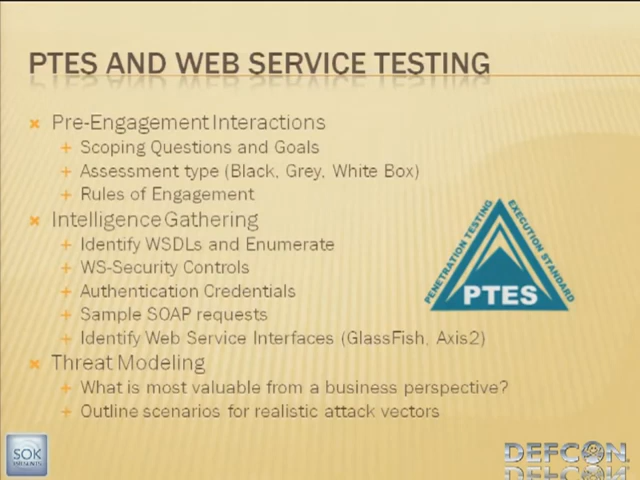 PTES AND WEB SERVICE TESTING
Pre-Engagement Interactions
Scoping Questions and Goals
Assessment type (Black, Grey, White Box)
Rules of Engagement
Intelligence Gathering
Identify WSDLs and Enumerate
WS-Security Controls
Authentication Credentials
Sample SOAP requests
Identify Web Service Interfaces (GlassFish, Axis2)
Threat Modeling
What is most valuable from a business perspective?
Outline scenarios for realistic attack vectors
PENETRATION TESTING
EXECUTION STANDARD
PTES
SOK
PRESENTS
DEFCON